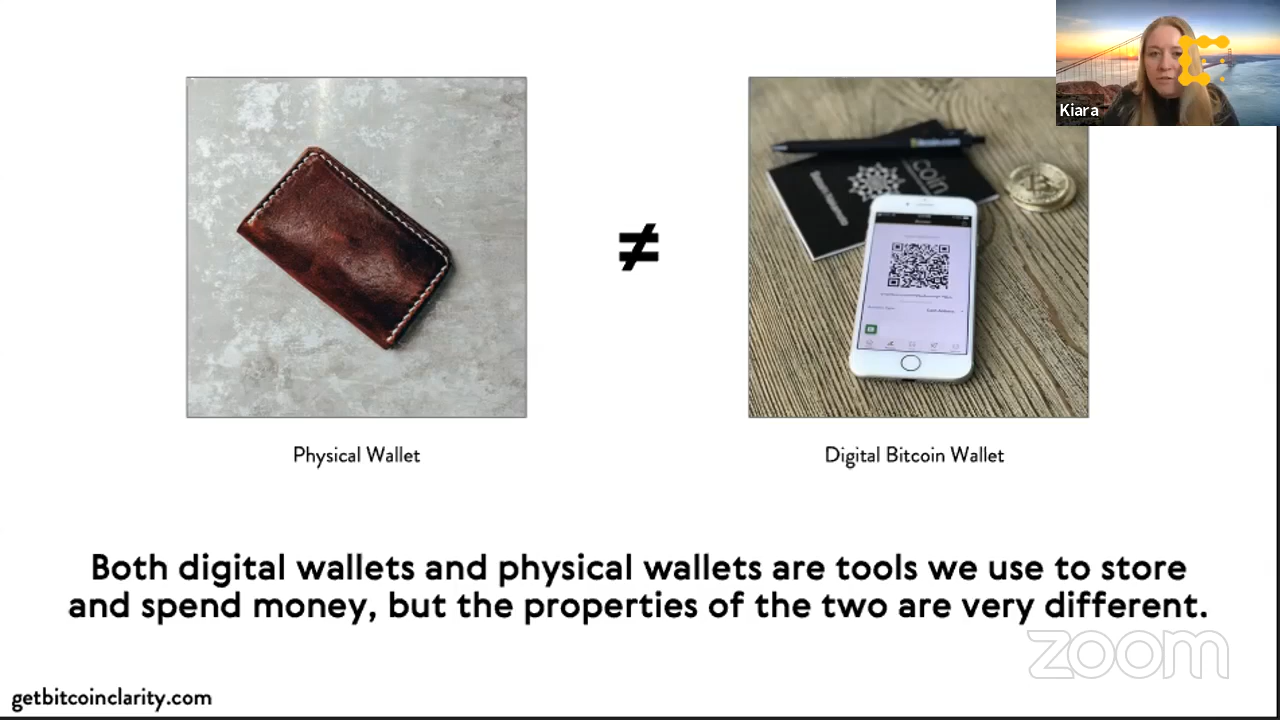 Kiara
coin
≠
Physical Wallet
Digital Bitcoin Wallet
Both digital wallets and physical wallets are tools we use to store
and spend money, but the properties of the two are very different.
zoom
getbitcoinclarity.com